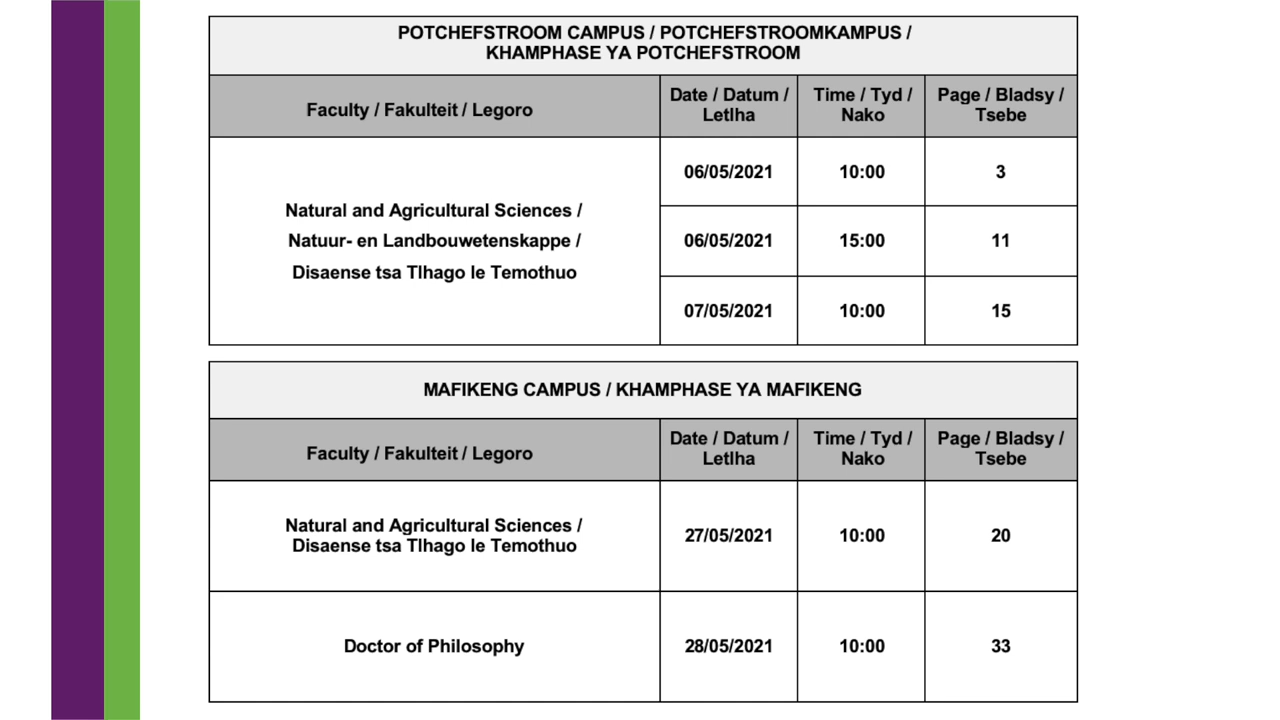 POTCHEFSTROOM CAMPUS / POTCHEFSTROOMKAMPUS /
KHAMPHASE YA POTCHEFSTROOM
Faculty / Fakulteit / Legoro
Date / Datum /
Letlha
Time / Tyd /
Nako
Page / Bladsy /
Tsebe
Natural and Agricultural Sciences /
Natuur- en Landbouwetenskappe /
Disaense tsa Tlhago le Temothuo
06/05/2021 10:00 3
06/05/2021 15:00 11
07/05/2021 10:00 15
MAFIKENG CAMPUS / KHAMPHASE YA MAFIKENG
Faculty / Fakulteit / Legoro
Date / Datum /
Letlha
Time / Tyd /
Nako
Page / Bladsy /
Tsebe
Natural and Agricultural Sciences /
Disaense tsa Tlhago le Temothuo
27/05/2021 10:00 20
Doctor of Philosophy 28/05/2021 10:00 33